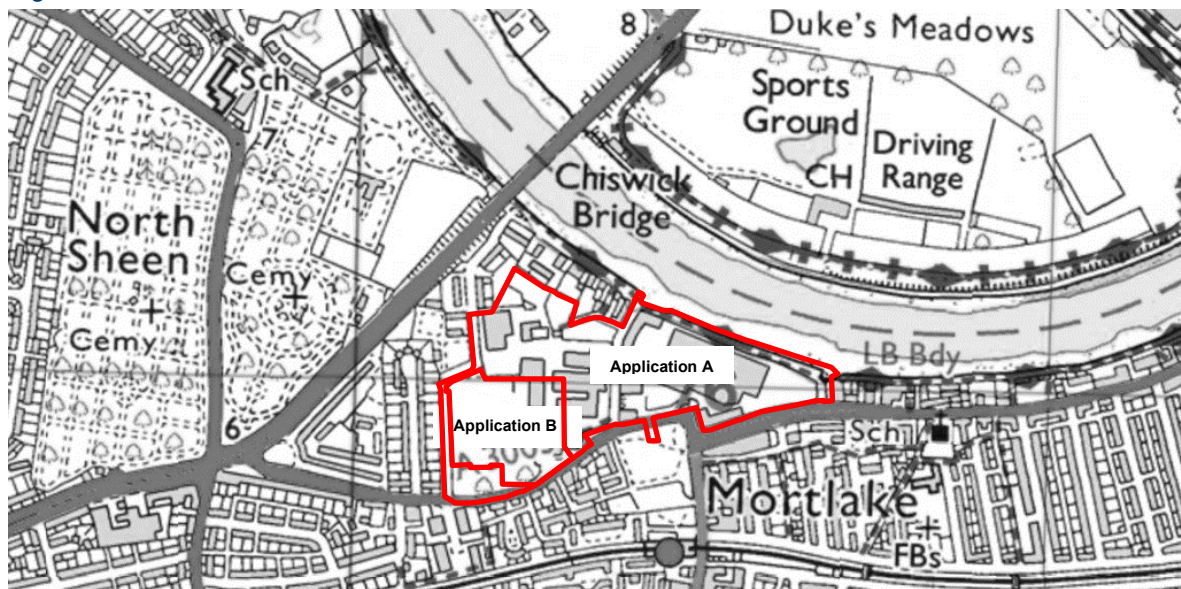 8
Duke's Meadows
Sch
Sports
Ground
Driving
Range
CH
7
Chiswick
Bridge
North
Sheen
Cemy
Cemy
Application A
LB Bdy
6
Application B
Sch
Mortlake
FBs